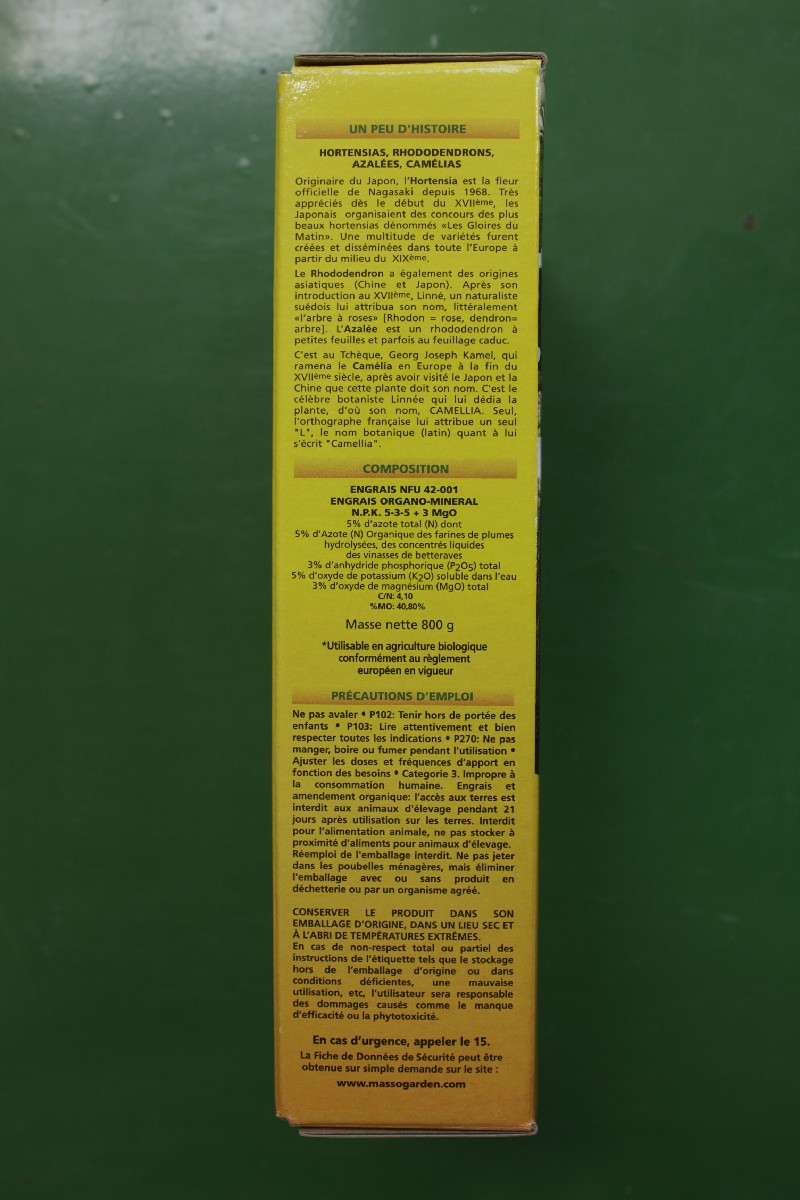 UN PEU D'HISTOIRE
HORTENSIAS, RHODODENDRONS,
AZALÉES, CAMÉLIAS
Originaire du Japon, l'Hortensia est la fleur
officielle de Nagasaki depuis 1968. Très
appréciés dès le début du XVIIème, les
Japonais organisaient des concours des plus
beaux hortensias dénommés «Les Gloires du
Matin». Une multitude de variétés furent
créées et disséminées dans toute l'Europe à
partir du milieu du XIXème.
Le Rhododendron a également des origines
asiatiques (Chine et Japon). Après son
introduction au XVIIème, Linné, un naturaliste
suédois lui attribua son nom, littéralement
«l'arbre à roses» [Rhodon = rose, dendron=
arbre]. L'Azalée est un rhododendron à
petites feuilles et parfois au feuillage caduc.
C'est au Tchèque, Georg Joseph Kamel, qui
ramena le Camélia en Europe à la fin du
XVIIème siècle, après avoir visité le Japon et la
Chine que cette plante doit son nom. C'est le
célèbre botaniste Linnée qui lui dédia la
plante, d'où son nom, CAMELLIA. Seul,
l'orthographe française lui attribue un seul
"L", le nom botanique (latin) quant à lui
s'écrit "Camellia".
COMPOSITION
ENGRAIS NFU 42-001
ENGRAIS ORGANO-MINERAL
N.P.K. 5-3-5 + 3 MgO
5% d'azote total (N) dont
5% d'Azote (N) Organique des farines de plumes
hydrolysées, des concentrés liquides
des vinasses de betteraves
3% d'anhydride phosphorique (P2O5) total
5% d'oxyde de potassium (K2O) soluble dans l'eau
3% d'oxyde de magnésium (MgO) total
C/N: 4,10
%MO: 40,80%
Masse nette 800 g
*Utilisable en agriculture biologique
conformément au règlement
européen en vigueur
PRÉCAUTIONS D'EMPLOI
Ne pas avaler • P102: Tenir hors de portée des
enfants • P103: Lire attentivement et bien
respecter toutes les indications • P270: Ne pas
manger, boire ou fumer pendant l'utilisation •
Ajuster les doses et fréquences d'apport en
fonction des besoins • Categorie 3. Impropre à
la consommation humaine. Engrais et
amendement organique: l'accès aux terres est
interdit aux animaux d'élevage pendant 21
jours après utilisation sur les terres. Interdit
pour l'alimentation animale, ne pas stocker à
proximité d'aliments pour animaux d'élevage.
Réemploi de l'emballage interdit. Ne pas jeter
dans les poubelles ménagères, mais éliminer
l'emballage avec ou sans produit en
déchetterie ou par un organisme agréé.
CONSERVER LE PRODUIT DANS SON
EMBALLAGE D'ORIGINE, DANS UN LIEU SEC ET
À L'ABRI DE TEMPÉRATURES EXTRÊMES.
En cas de non-respect total ou partiel des
instructions de l'étiquette tels que le stockage
hors de l'emballage d'origine ou dans
conditions déficientes, une mauvaise
utilisation, etc, l'utilisateur sera responsable
des dommages causés comme le manque
d'efficacité ou la phytotoxicité.
En cas d'urgence, appeler le 15.
La Fiche de Données de Sécurité peut être
obtenue sur simple demande sur le site :
www.massogarden.com